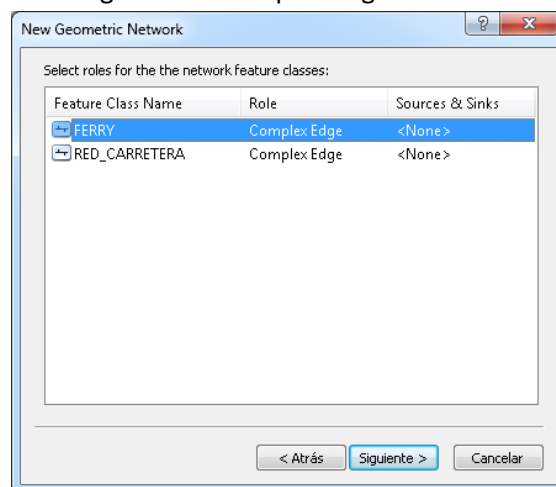 New Geometric Network
Select roles for the the network feature classes:
Feature Class Name Role Sources & Sinks
FERRY Complex Edge <None>
RED_CARRETERA Complex Edge <None>
< Atrás Siguiente > Cancelar